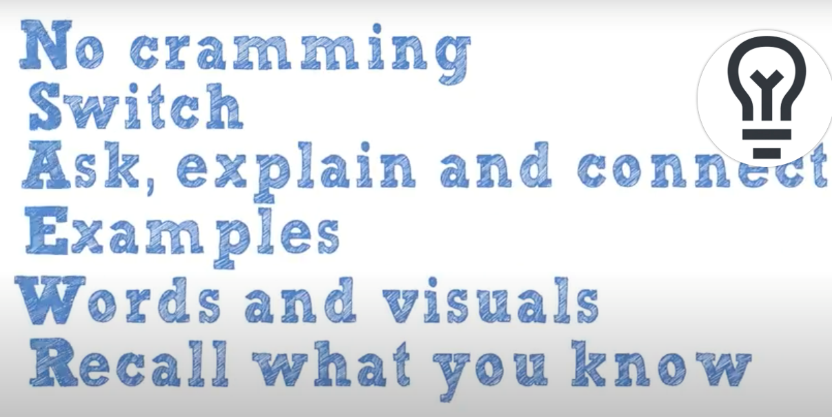 No cramming
Switch
Ask, explain and connect
Examples
Words and visuals
Recall what you know